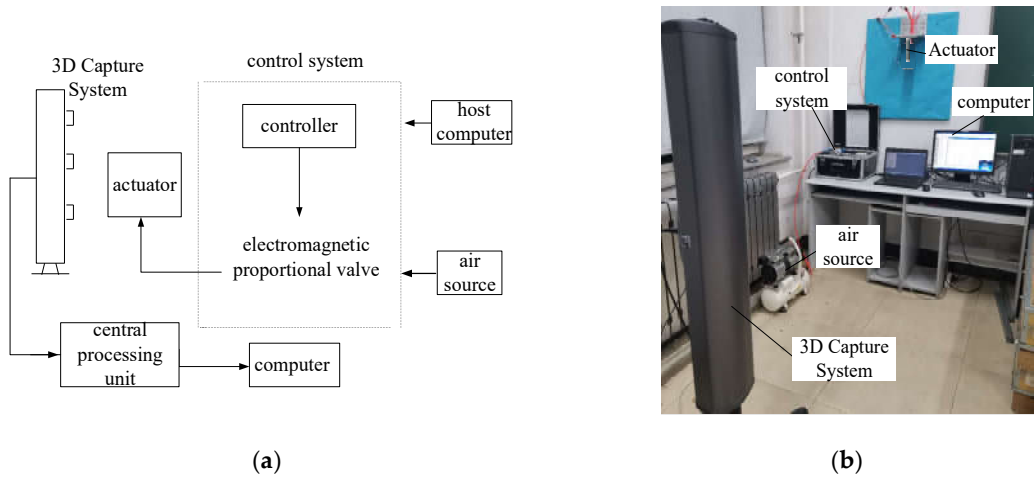 3D Capture
System
control system
host
computer
controller
actuator
electromagnetic
proportional valve
air
source
central
processing
unit
computer
(a)
Actuator
control
system
computer
air
source
3D Capture
System
(b)